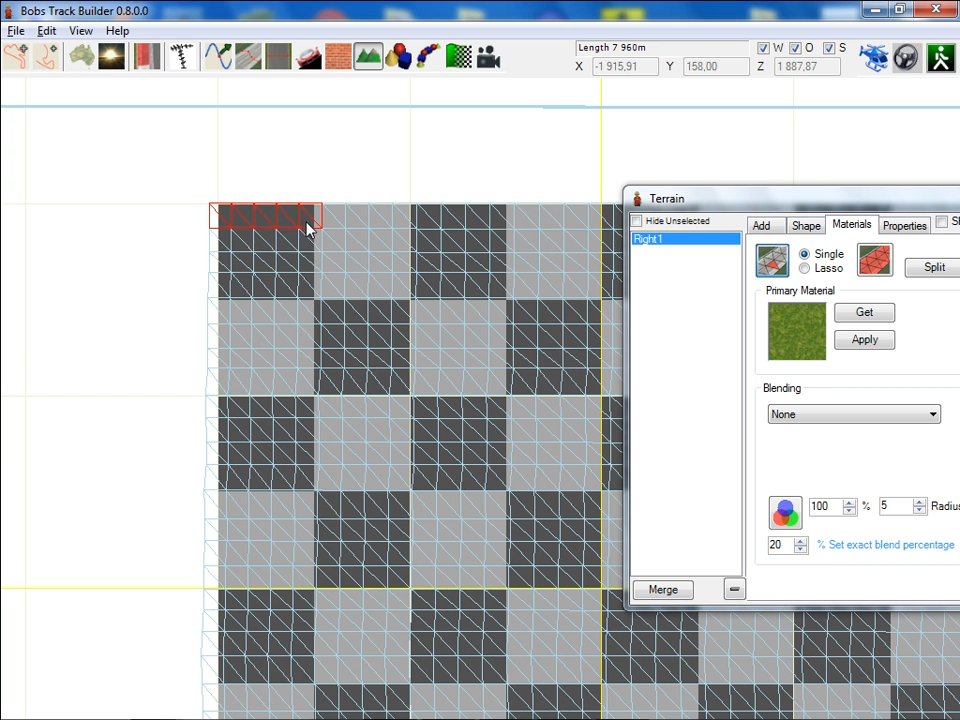 Bobs Track Builder 0.8.0.0
File Edit View Help
Length 7 960m
W O S
X -1 915,91 Y 158,00 Z 1 887,87
Terrain
Hide Unselected
Add Shape Materials Properties
Right1
Single
Lasso
Split
Primary Material
Get
Apply
Blending
None
100 % 5 Radius
20 % Set exact blend percentage
Merge